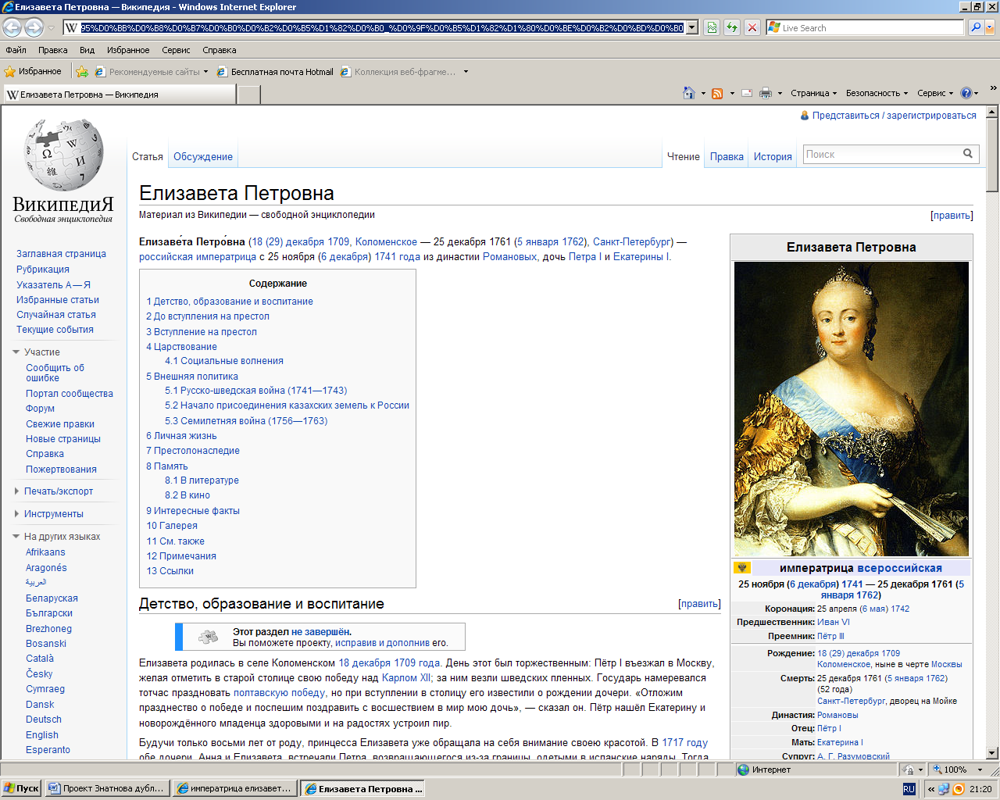 Елизавета Петровна — Википедия - Windows Internet Explorer
95%D0%BB%D0%B8%D0%B7%D0%B0%D0%B2%D0%B5%D1%82%D0%B0_%D0%9F%D0%B5%D1%82%D1%80%D0%BE%D0%B2%D0%BD%D0%B0
Live Search
Файл Правка Вид Избранное Сервис Справка
Избранное Рекомендуемые сайты Бесплатная почта Hotmail Коллекция веб-фрагме...
Елизавета Петровна — Википедия
Страница Безопасность Сервис
Представиться / зарегистрироваться
Статья Обсуждение Чтение Правка История Поиск
ВикипедиЯ
Свободная энциклопедия
Заглавная страница
Рубрикация
Указатель А — Я
Избранные статьи
Случайная статья
Текущие события
Участие
Сообщить об
ошибке
Портал сообщества
Форум
Свежие правки
Новые страницы
Справка
Пожертвования
Печать/экспорт
Инструменты
На других языках
Afrikaans
Aragonés
العربية
Беларуская
Български
Brezhoneg
Bosanski
Català
Česky
Cymraeg
Dansk
Deutsch
English
Esperanto
Елизавета Петровна
Материал из Википедии — свободной энциклопедии
[править]
Елизаве́та Петро́вна (18 (29) декабря 1709, Коломенское — 25 декабря 1761 (5 января 1762), Санкт-Петербург) —
российская императрица с 25 ноября (6 декабря) 1741 года из династии Романовых, дочь Петра I и Екатерины I.
Содержание
1 Детство, образование и воспитание
2 До вступления на престол
3 Вступление на престол
4 Царствование
4.1 Социальные волнения
5 Внешняя политика
5.1 Русско-шведская война (1741—1743)
5.2 Начало присоединения казахских земель к России
5.3 Семилетняя война (1756—1763)
6 Личная жизнь
7 Престолонаследие
8 Память
8.1 В литературе
8.2 В кино
9 Интересные факты
10 Галерея
11 См. также
12 Примечания
13 Ссылки
Детство, образование и воспитание
[править]
Этот раздел не завершён.
Вы поможете проекту, исправив и дополнив его.
Елизавета родилась в селе Коломенском 18 декабря 1709 года. День этот был торжественным: Пётр I въезжал в Москву,
желая отметить в старой столице свою победу над Карлом XII; за ним везли шведских пленных. Государь намеревался
тотчас праздновать полтавскую победу, но при вступлении в столицу его известили о рождении дочери. «Отложим
празднество о победе и поспешим поздравить с восшествием в мир мою дочь», — сказал он. Пётр нашёл Екатерину и
новорождённого младенца здоровыми и на радостях устроил пир.
Будучи только восьми лет от роду, принцесса Елизавета уже обращала на себя внимание своею красотой. В 1717 году
обе дочери, Анна и Елизавета, встречали Петра, возвращающегося из-за границы, одетыми в испанские наряды. Тогда
Елизавета Петровна
императрица всероссийская
25 ноября (6 декабря) 1741 — 25 декабря 1761 (5
января 1762)
Коронация: 25 апреля (6 мая) 1742
Предшественник: Иван VI
Преемник: Пётр III
Рождение: 18 (29) декабря 1709
Коломенское, ныне в черте Москвы
Смерть: 25 декабря 1761 (5 января 1762)
(52 года)
Санкт-Петербург, дворец на Мойке
Династия: Романовы
Отец: Пётр I
Мать: Екатерина I
Супруг: А. Г. Разумовский
Интернет 100%
Пуск Проект Знатнова дубл... императрица елизавет... Елизавета Петровна ... RU 21:20